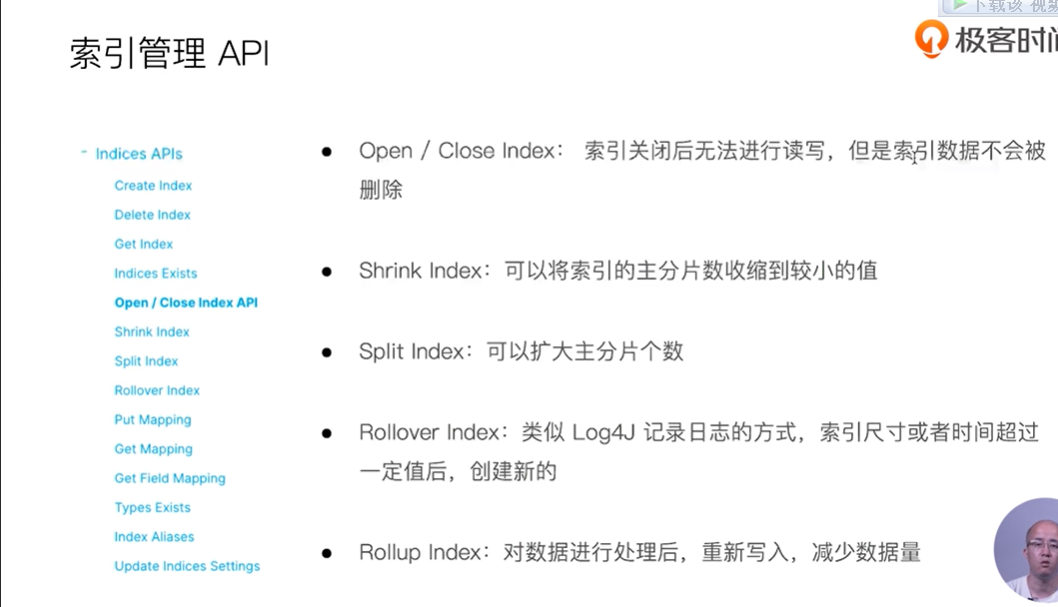 下载该 视频
极客时间
索引管理 API
Indices APIs
Create Index
Delete Index
Get Index
Indices Exists
Open / Close Index API
Shrink Index
Split Index
Rollover Index
Put Mapping
Get Mapping
Get Field Mapping
Types Exists
Index Aliases
Update Indices Settings
Open / Close Index： 索引关闭后无法进行读写，但是索引数据不会被
删除
Shrink Index：可以将索引的主分片数收缩到较小的值
Split Index：可以扩大主分片个数
Rollover Index：类似 Log4J 记录日志的方式，索引尺寸或者时间超过
一定值后，创建新的
Rollup Index：对数据进行处理后，重新写入，减少数据量